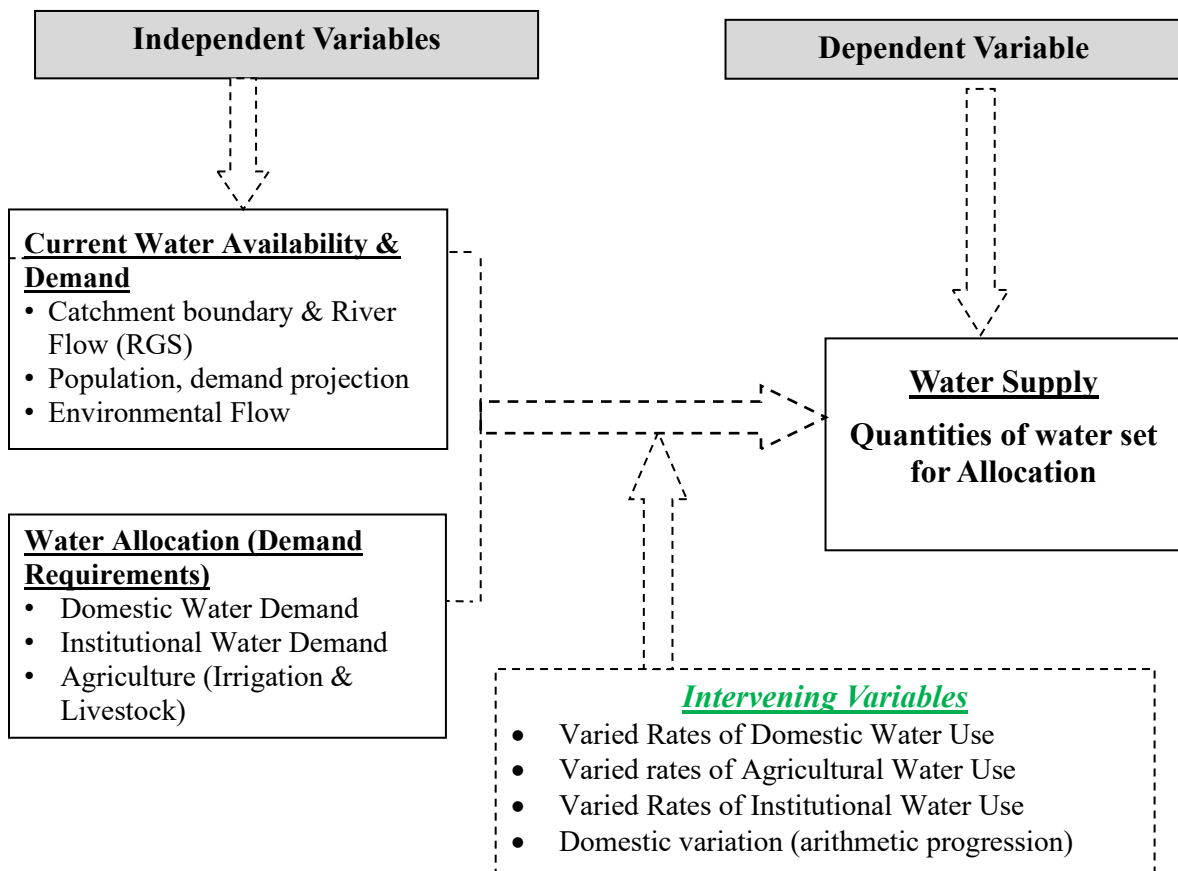 Independent Variables
Dependent Variable
Current Water Availability &
Demand
• Catchment boundary & River
Flow (RGS)
• Population, demand projection
• Environmental Flow
Water Supply
Quantities of water set
for Allocation
Water Allocation (Demand
Requirements)
• Domestic Water Demand
• Institutional Water Demand
• Agriculture (Irrigation &
Livestock)
Intervening Variables
• Varied Rates of Domestic Water Use
• Varied rates of Agricultural Water Use
• Varied Rates of Institutional Water Use
• Domestic variation (arithmetic progression)